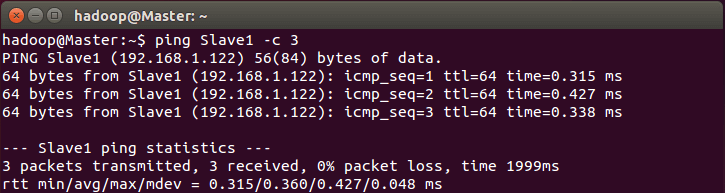 hadoop@Master: ~
hadoop@Master:~$ ping Slave1 -c 3
PING Slave1 (192.168.1.122) 56(84) bytes of data.
64 bytes from Slave1 (192.168.1.122): icmp_seq=1 ttl=64 time=0.315 ms
64 bytes from Slave1 (192.168.1.122): icmp_seq=2 ttl=64 time=0.427 ms
64 bytes from Slave1 (192.168.1.122): icmp_seq=3 ttl=64 time=0.338 ms
--- Slave1 ping statistics ---
3 packets transmitted, 3 received, 0% packet loss, time 1999ms
rtt min/avg/max/mdev = 0.315/0.360/0.427/0.048 ms